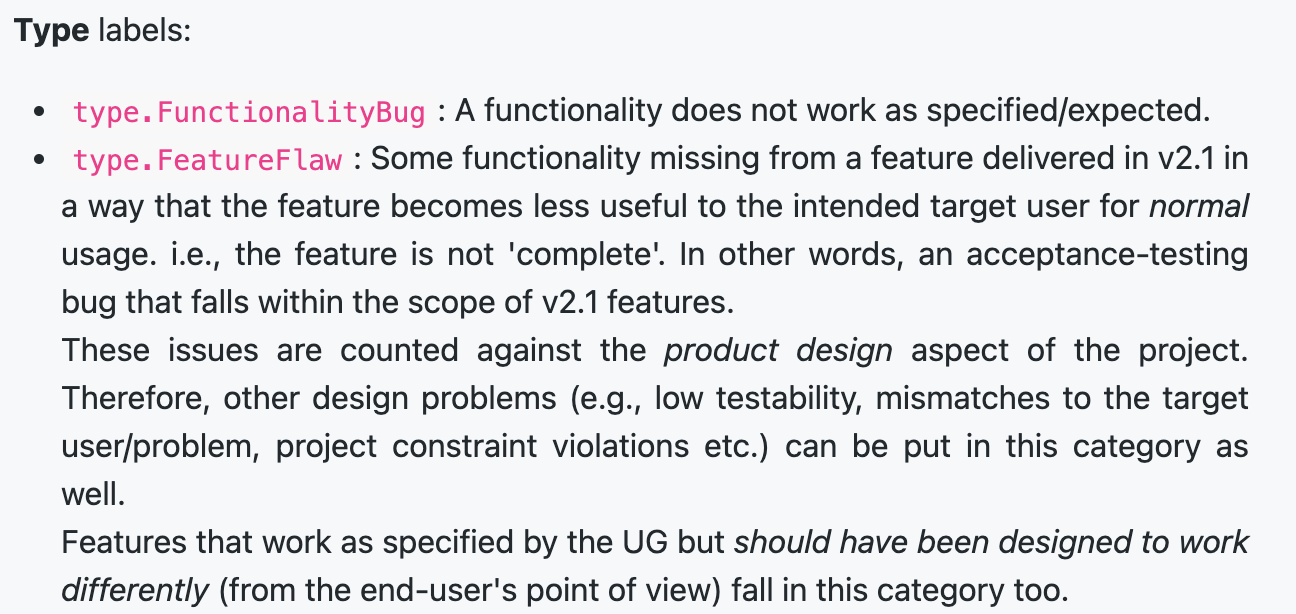 Type labels:
• type.FunctionalityBug : A functionality does not work as specified/expected.
• type.FeatureFlaw : Some functionality missing from a feature delivered in v2.1 in
a way that the feature becomes less useful to the intended target user for normal
usage. i.e., the feature is not 'complete'. In other words, an acceptance-testing
bug that falls within the scope of v2.1 features.
These issues are counted against the product design aspect of the project.
Therefore, other design problems (e.g., low testability, mismatches to the target
user/problem, project constraint violations etc.) can be put in this category as
well.
Features that work as specified by the UG but should have been designed to work
differently (from the end-user's point of view) fall in this category too.